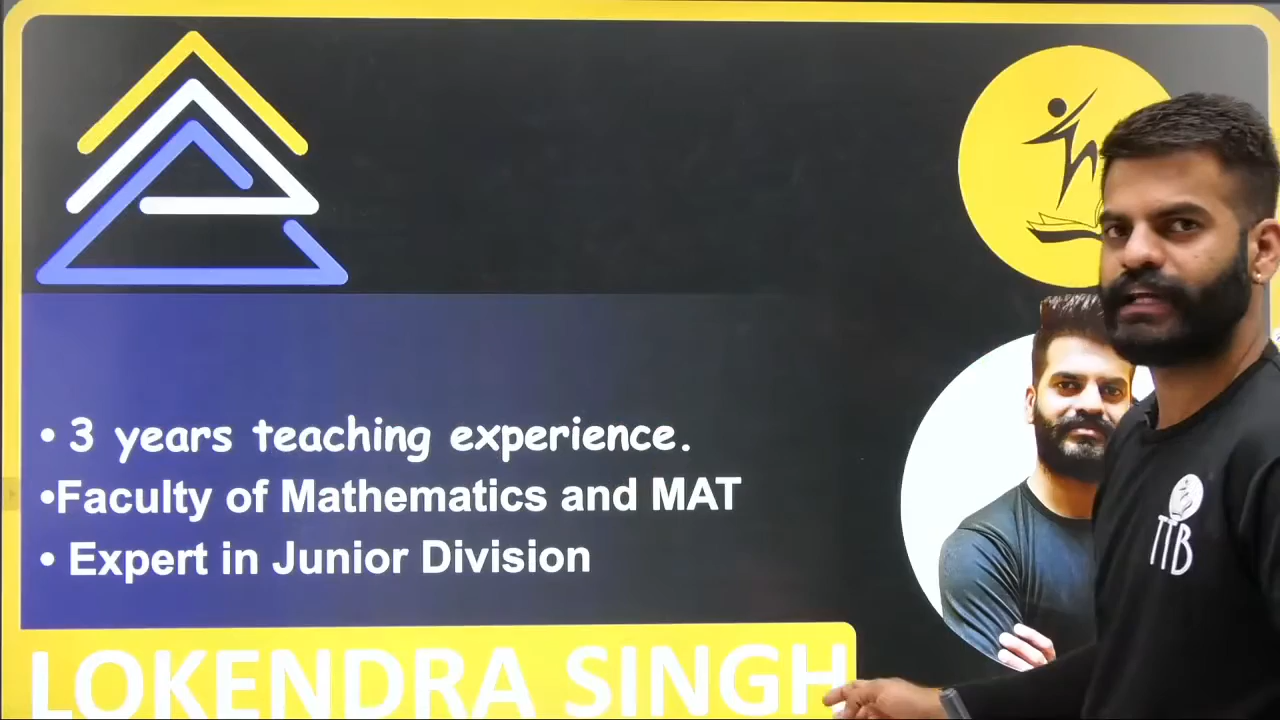 • 3 years teaching experience.
•Faculty of Mathematics and MAT
• Expert in Junior Division
TTB
LOKENDRA SINGH